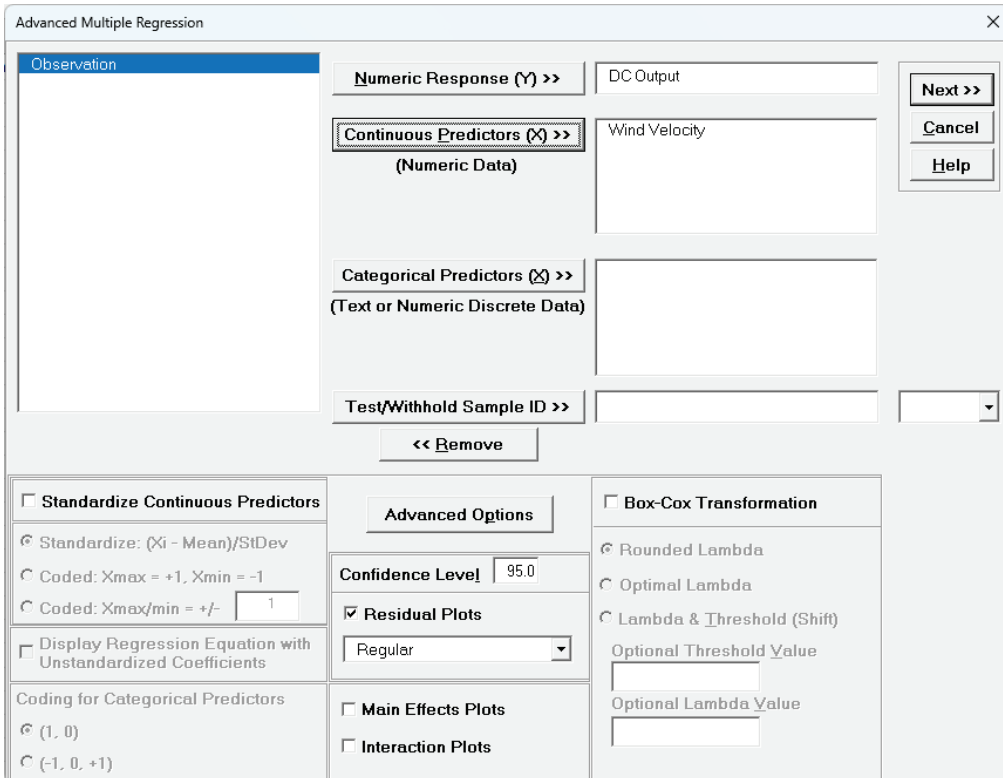 Advanced Multiple Regression
Observation
Numeric Response (Y) >>
DC Output
Continuous Predictors (X) >>
(Numeric Data)
Wind Velocity
Categorical Predictors (X) >>
(Text or Numeric Discrete Data)
Test/Withhold Sample ID >>
<< Remove
Next >>
Cancel
Help
Standardize Continuous Predictors
Standardize: (Xi - Mean)/StDev
Coded: Xmax = +1, Xmin = -1
Coded: Xmax/min = +/- 1
Display Regression Equation with
Unstandardized Coefficients
Coding for Categorical Predictors
(1, 0)
(-1, 0, +1)
Advanced Options
Confidence Level 95.0
Residual Plots
Regular
Main Effects Plots
Interaction Plots
Box-Cox Transformation
Rounded Lambda
Optimal Lambda
Lambda & Threshold (Shift)
Optional Threshold Value
Optional Lambda Value